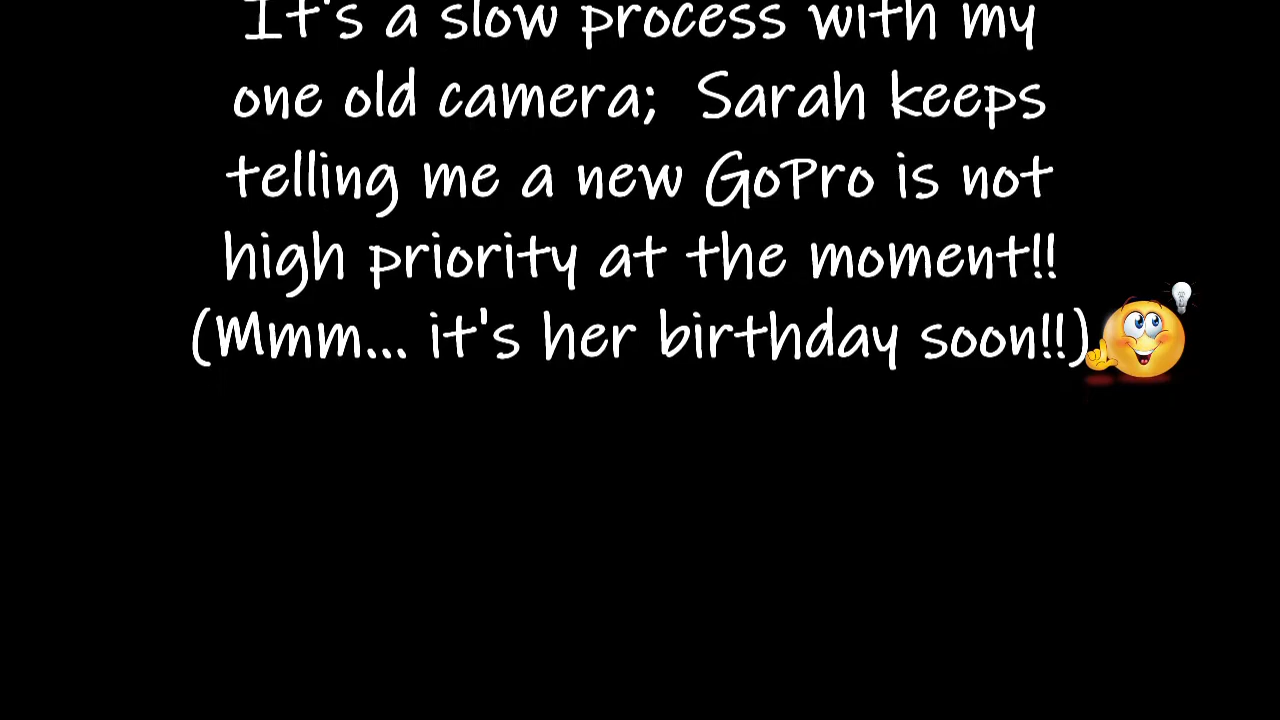 It's a slow process with my
one old camera;  Sarah keeps
telling me a new GoPro is not
high priority at the moment!!
(Mmm... it's her birthday soon!!)